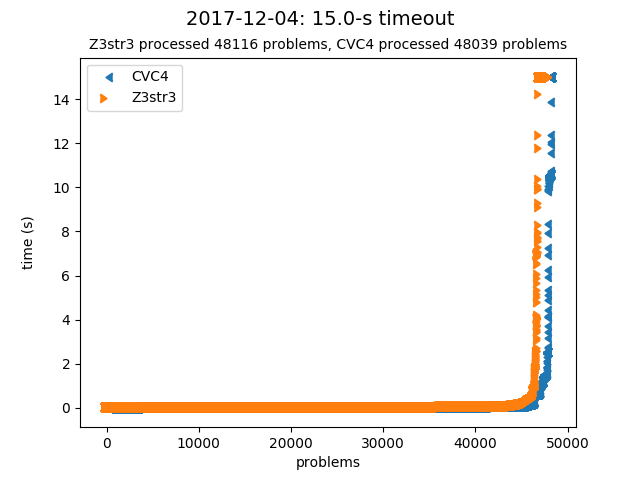 2017-12-04: 15.0-s timeout
Z3str3 processed 48116 problems, CVC4 processed 48039 problems
CVC4
Z3str3
14
12
10
8
6
4
2
0
time (s)
0 10000 20000 30000 40000 50000
problems